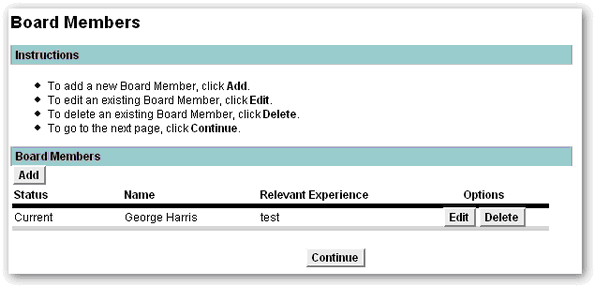 Board Members
Instructions
To add a new Board Member, click Add.
To edit an existing Board Member, click Edit.
To delete an existing Board Member, click Delete.
To go to the next page, click Continue.
Board Members
Add
Status Name Relevant Experience Options
Current George Harris test Edit Delete
Continue